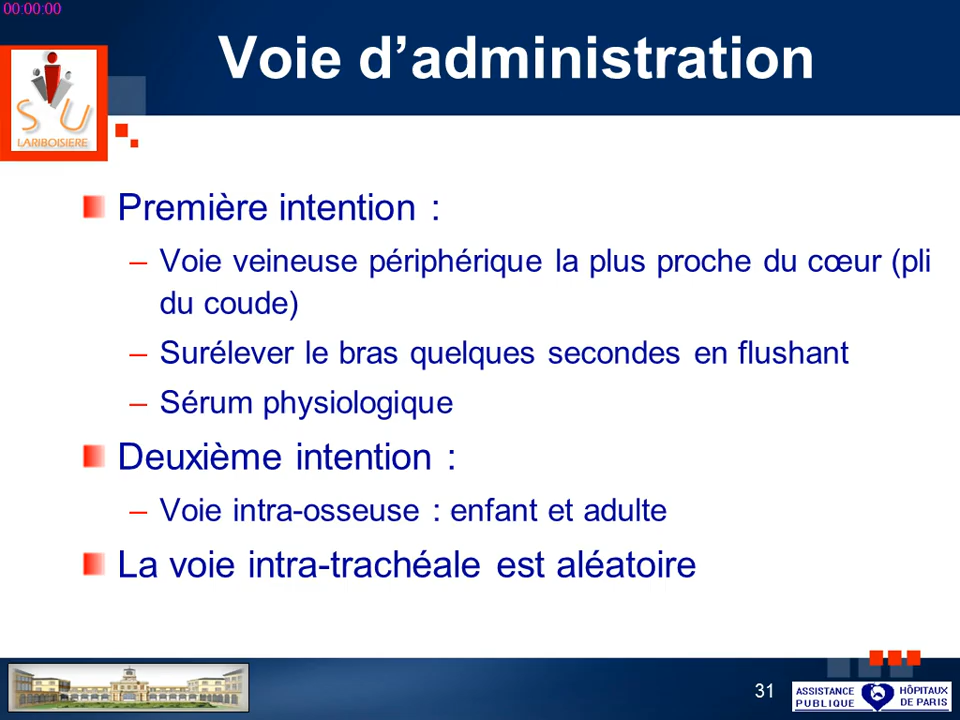 00:00:00
Voie d’administration
S U
LARIBOISIERE
Première intention :
– Voie veineuse périphérique la plus proche du cœur (pli
du coude)
– Surélever le bras quelques secondes en flushant
– Sérum physiologique
Deuxième intention :
– Voie intra-osseuse : enfant et adulte
La voie intra-trachéale est aléatoire
31
ASSISTANCE
PUBLIQUE
HÔPITAUX
DE PARIS